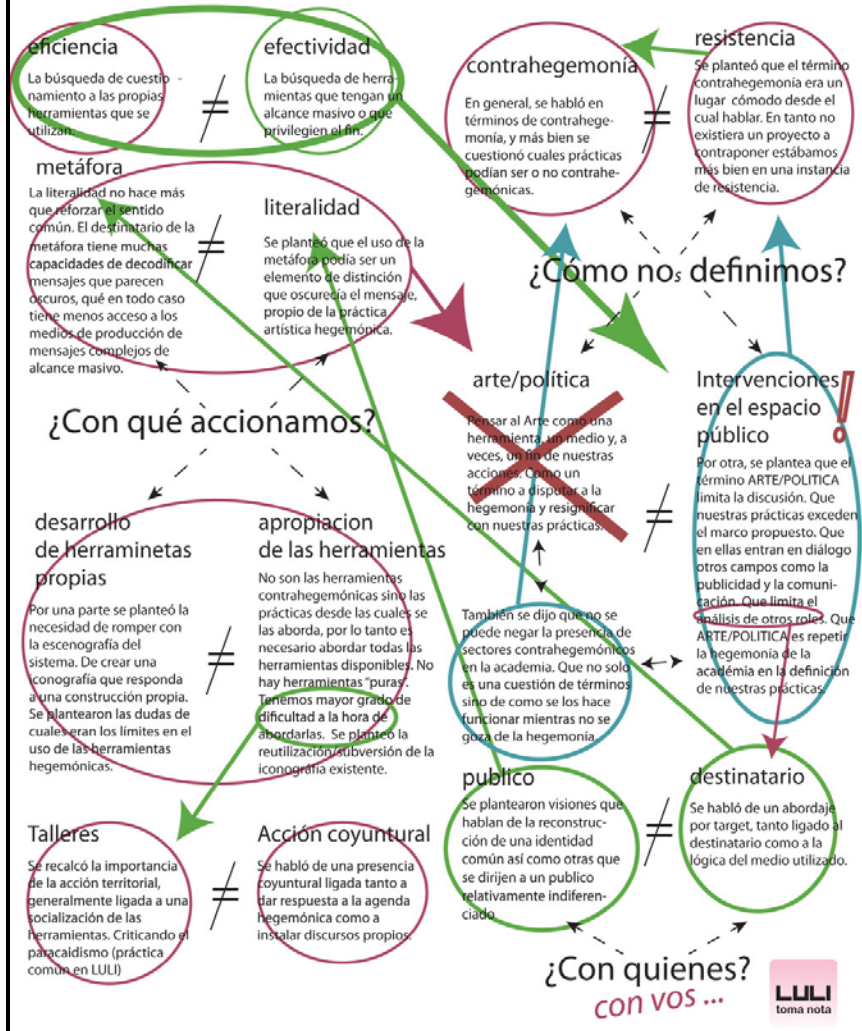 eficiencia
La búsqueda de cuestio -
namiento a las propias
herramientas que se
utilizan.
≠
efectividad
La búsqueda de herra-
mientas que tengan un
alcance masivo o que
privilegien el fin.
contrahegemonía
En general, se habló en
términos de contrahege-
monía, y más bien se
cuestionó cuales prácticas
podían ser o no contrahe-
gemónicas.
≠
resistencia
Se planteó que el término
contrahegemonía era un
lugar cómodo desde el
cual hablar. En tanto no
existiera un proyecto a
contraponer estábamos
más bien en una instancia
de resistencia.
metáfora
La literalidad no hace más
que reforzar el sentido
común. El destinatario de la
metáfora tiene muchas
capacidades de decodificar
mensajes que parecen
oscuros, qué en todo caso
tiene menos acceso a los
medios de producción de
mensajes complejos de
alcance masivo.
≠
literalidad
Se planteó que el uso de la
metáfora podía ser un
elemento de distinción
que oscurecía el mensaje,
propio de la práctica
artística hegemónica.
¿Cómo nos definimos?
¿Con qué accionamos?
arte/política
Pensar al Arte como una
herramienta, un medio y, a
veces, un fin de nuestras
acciones. Como un
término a disputar a la
hegemonía y resignificar
con nuestras prácticas.
≠
Intervenciones
en el espacio
público
!
Por otra, se plantea que el
término ARTE/POLITICA
limita la discusión. Que
nuestras prácticas exceden
el marco propuesto. Que
en ellas entran en diálogo
otros campos como la
publicidad y la comuni-
cación. Que limita el
análisis de otros roles. Que
ARTE/POLITICA es repetir
la hegemonía de la
académia en la definición
de nuestras prácticas.
También se dijo que no se
puede negar la presencia de
sectores contrahegemónicos
en la academia. Que no solo
es una cuestión de términos
sino de como se los hace
funcionar mientras no se
goza de la hegemonía.
desarrollo
de herraminetas
propias
Por una parte se planteó la
necesidad de romper con
la escenografía del
sistema. De crear una
iconografía que responda
a una construcción propia.
Se plantearon las dudas de
cuales eran los límites en el
uso de las herramientas
hegemónicas.
≠
apropiacion
de las herramientas
No son las herramientas
contrahegemónicas sino las
prácticas desde las cuales se
las aborda, por lo tanto es
necesario abordar todas las
herramientas disponibles. No
hay herramientas "puras".
Tenemos mayor grado de
dificultad a la hora de
abordarlas. Se planteó la
reutilización/subversión de la
iconografía existente.
Talleres
Se recalcó la importancia
de la acción territorial,
generalmente ligada a una
socialización de las
herramientas. Criticando el
paracaidismo (práctica
común en LULI)
≠
Acción coyuntural
Se habló de una presencia
coyuntural ligada tanto a
dar respuesta a la agenda
hegemónica como a
instalar discursos propios.
publico
Se plantearon visiones que
hablan de la reconstruc-
ción de una identidad
común así como otras que
se dirijen a un publico
relativamente indiferen-
ciado
≠
destinatario
Se habló de un abordaje
por target, tanto ligado al
destinatario como a la
lógica del medio utilizado.
¿Con quienes?
con vos ...
LULI
toma nota